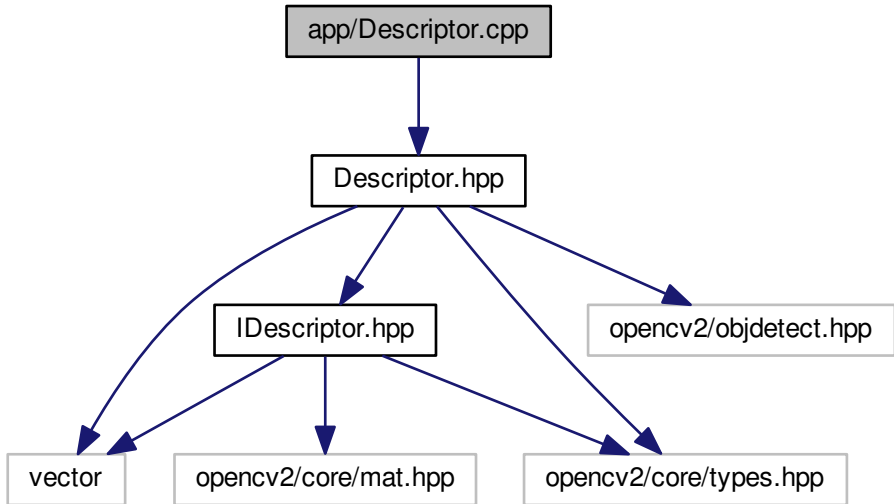 app/Descriptor.cpp
Descriptor.hpp
IDescriptor.hpp
opencv2/objdetect.hpp
vector
opencv2/core/mat.hpp
opencv2/core/types.hpp